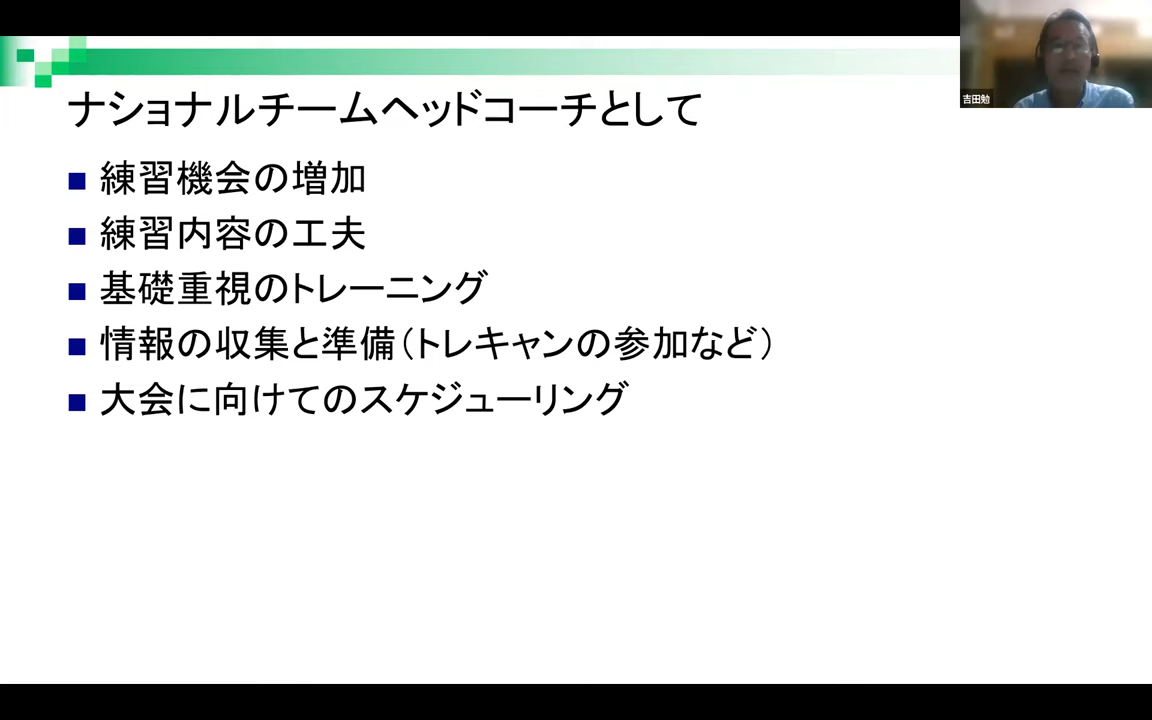 吉田勉
ナショナルチームヘッドコーチとして
練習機会の増加
練習内容の工夫
基礎重視のトレーニング
情報の収集と準備（トレキャンの参加など）
大会に向けてのスケジューリング